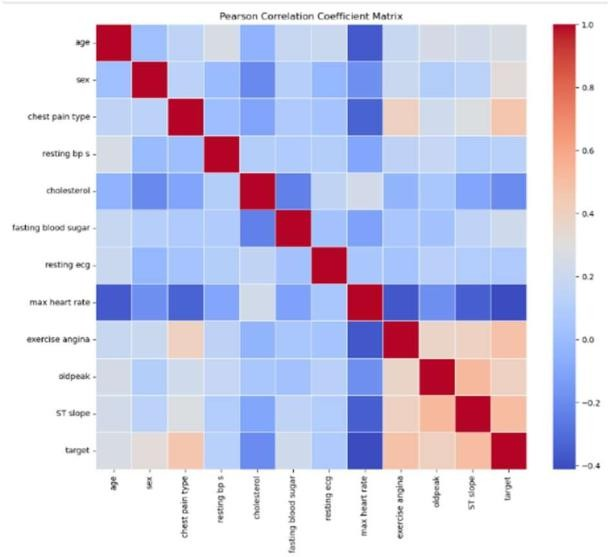 Pearson Correlation Coefficient Matrix
age
sex
chest pain type
resting bp s
cholesterol
fasting blood sugar
resting ecg
max heart rate
exercise angina
oldpeak
ST slope
target
age
sex
chest pain type
resting bp s
cholesterol
fasting blood sugar
resting ecg
max heart rate
exercise angina
oldpeak
ST slope
target
1.0
0.8
0.6
0.4
0.2
0.0
−0.2
−0.4